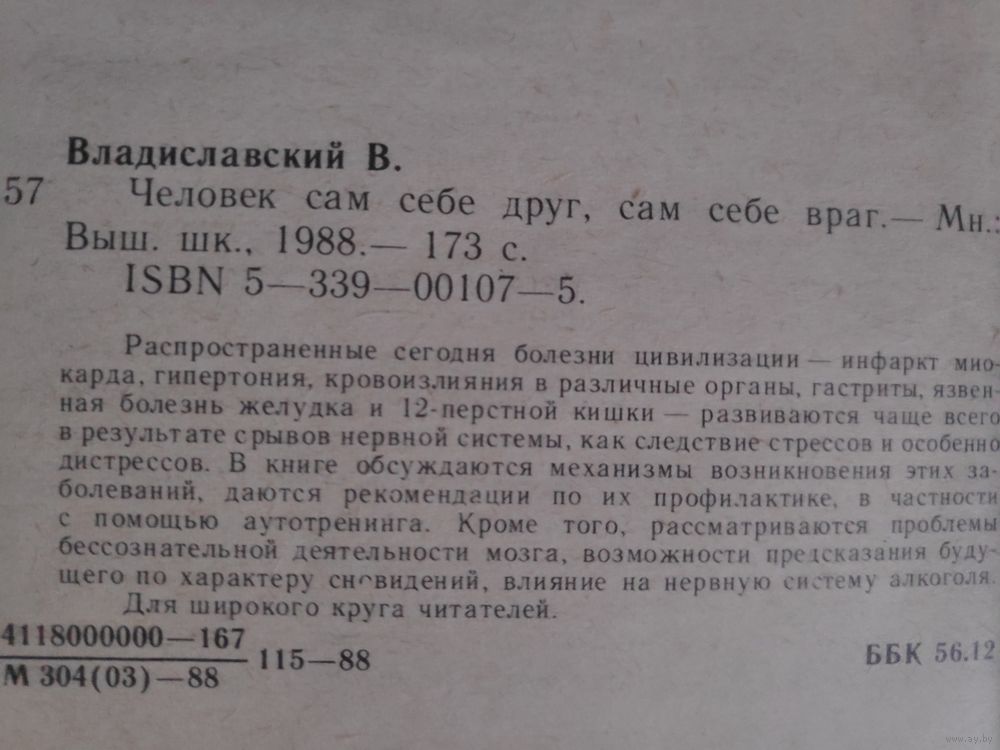 Владиславский В.
57 Человек сам себе друг, сам себе враг.— Мн.:
Выш. шк., 1988.— 173 с.
ISBN 5—339—00107—5.
Распространенные сегодня болезни цивилизации — инфаркт мио-
карда, гипертония, кровоизлияния в различные органы, гастриты, язвен-
ная болезнь желудка и 12-перстной кишки — развиваются чаще всего
в результате срывов нервной системы, как следствие стрессов и особенно
дистрессов. В книге обсуждаются механизмы возникновения этих за-
болеваний, даются рекомендации по их профилактике, в частности
с помощью аутотренинга. Кроме того, рассматриваются проблемы
бессознательной деятельности мозга, возможности предсказания буду-
щего по характеру сновидений, влияние на нервную систему алкоголя.
Для широкого круга читателей.
4118000000—167
М 304(03)—88
115—88
ББК 56.12
www.ay.by